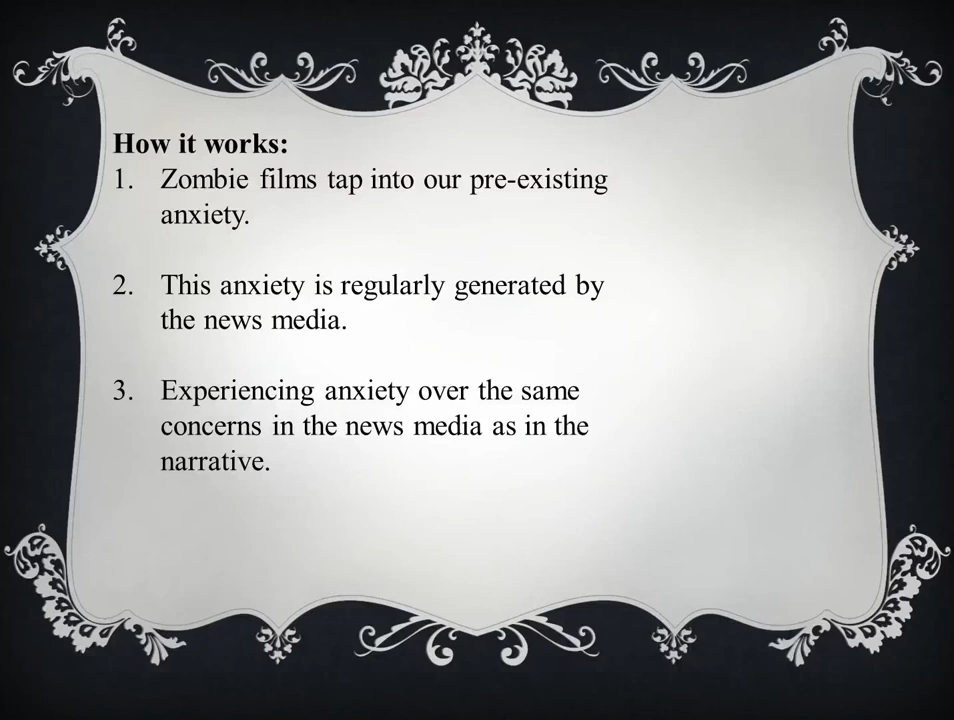 How it works:
1. Zombie films tap into our pre-existing
anxiety.
2. This anxiety is regularly generated by
the news media.
3. Experiencing anxiety over the same
concerns in the news media as in the
narrative.